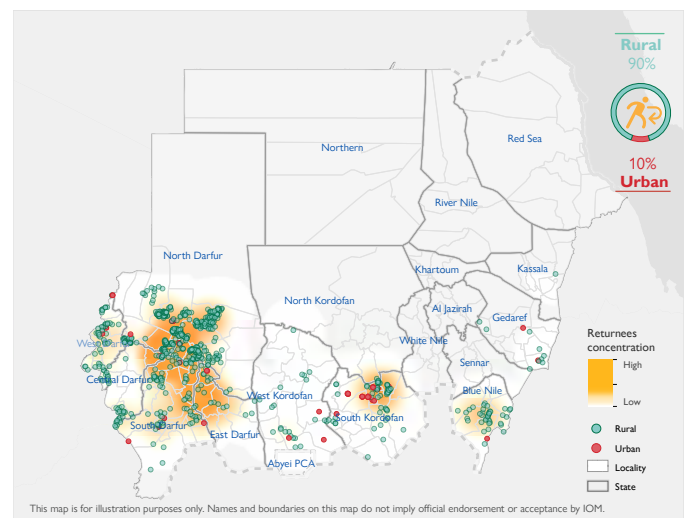 Rural
90%
Red Sea
Northern
10%
Urban
River Nile
North Darfur
Khartoum
Kassala
North Kordofan
Al Jazirah
Gedaref
White Nile
West Darfur
Returnees
concentration
High
Sennar
Central Darfur
Blue Nile
West Kordofan
Low
South Kordofan
South Darfur
Rural
East Darfur
Urban
Abyei PCA
Locality
State
This map is for illustration purposes only. Names and boundaries on this map do not imply official endorsement or acceptance by IOM.